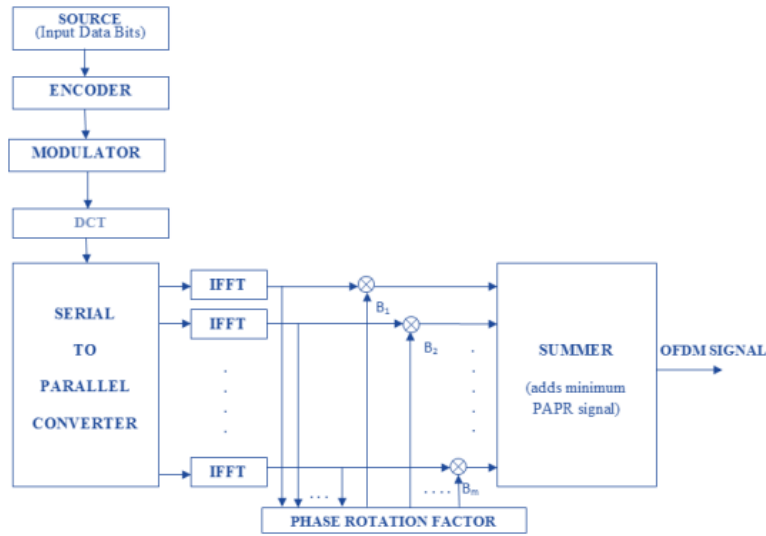 SOURCE
(Input Data Bits)
ENCODER
MODULATOR
DCT
SERIAL
TO
PARALLEL
CONVERTER
IFFT
IFFT
IFFT
B₁
B₂
Bₘ
SUMMER
(adds minimum
PAPR signal)
OFDM SIGNAL
PHASE ROTATION FACTOR